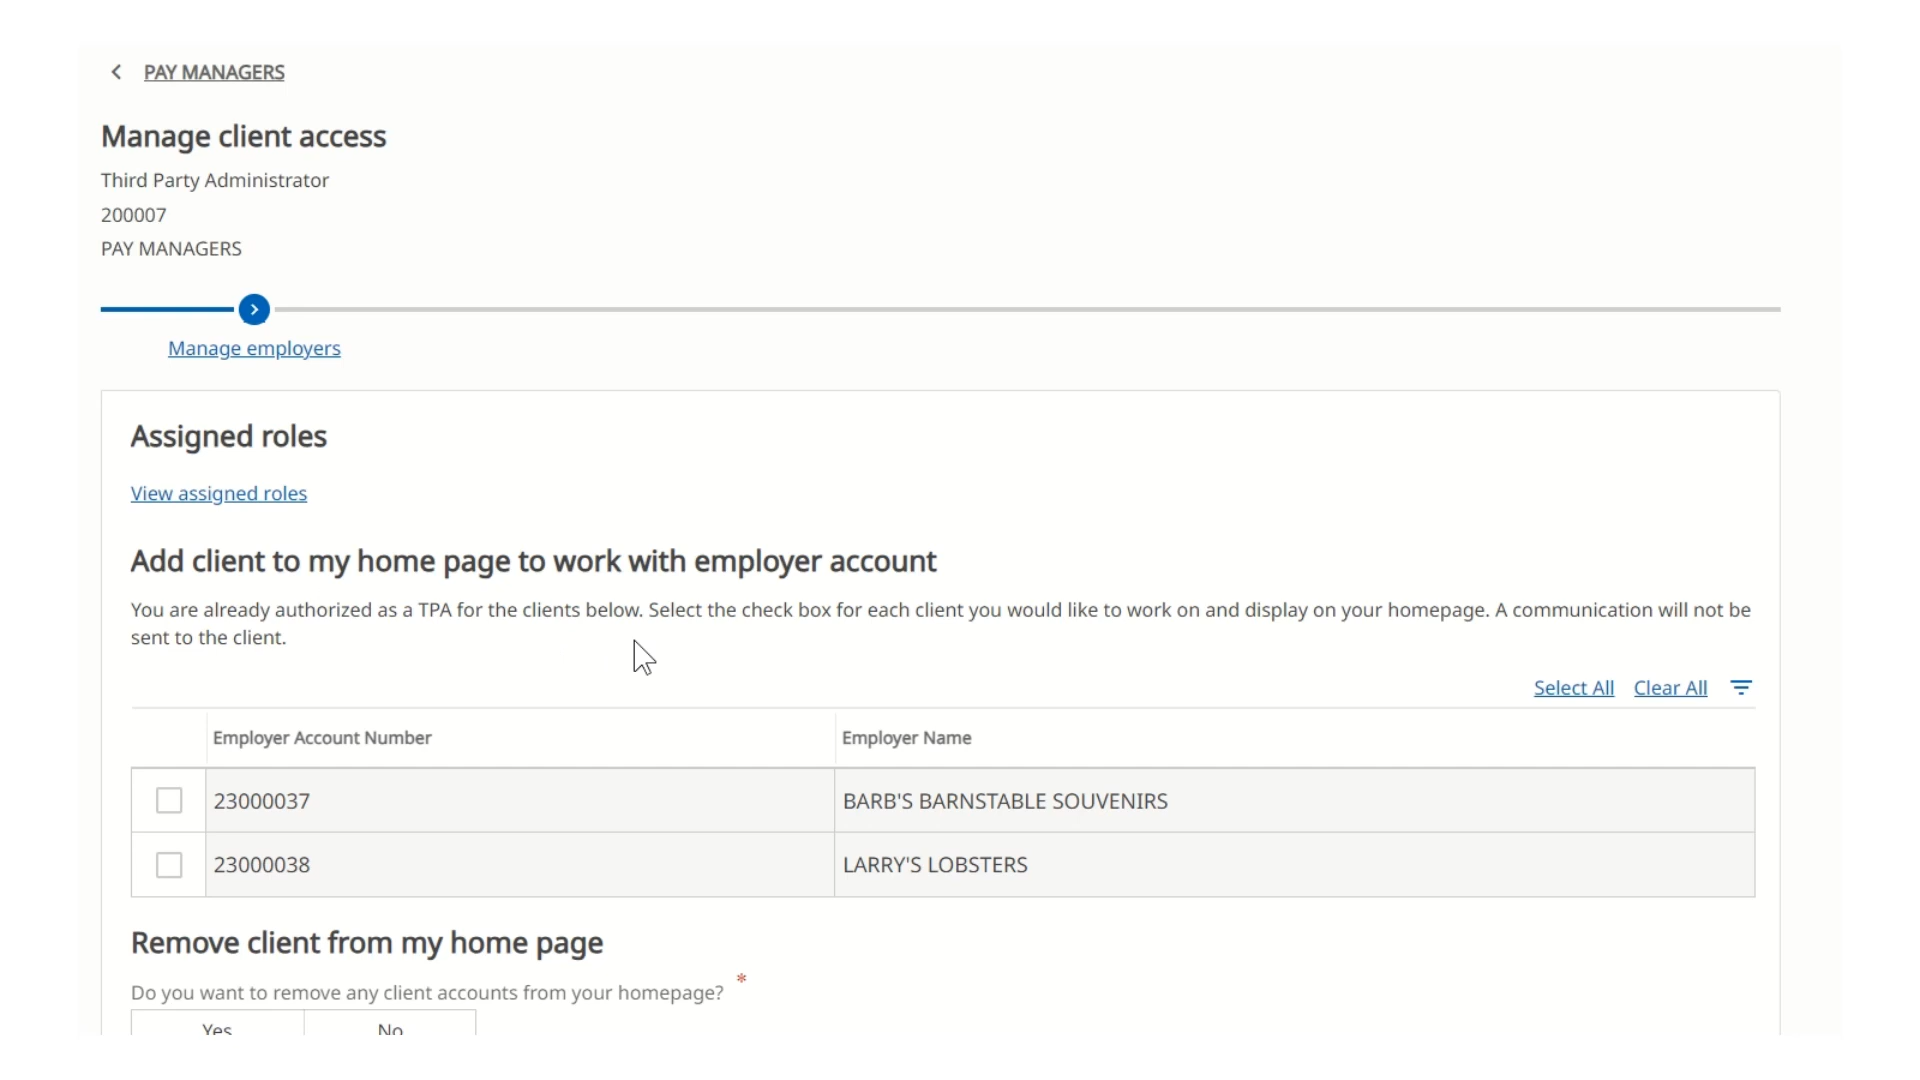 PAY MANAGERS
Manage client access
Third Party Administrator
200007
PAY MANAGERS
Manage employers
Assigned roles
View assigned roles
Add client to my home page to work with employer account
You are already authorized as a TPA for the clients below. Select the check box for each client you would like to work on and display on your homepage. A communication will not be
sent to the client.
Select All Clear All
Employer Account Number Employer Name
23000037 BARB'S BARNSTABLE SOUVENIRS
23000038 LARRY'S LOBSTERS
Remove client from my home page
Do you want to remove any client accounts from your homepage? *
Yes No